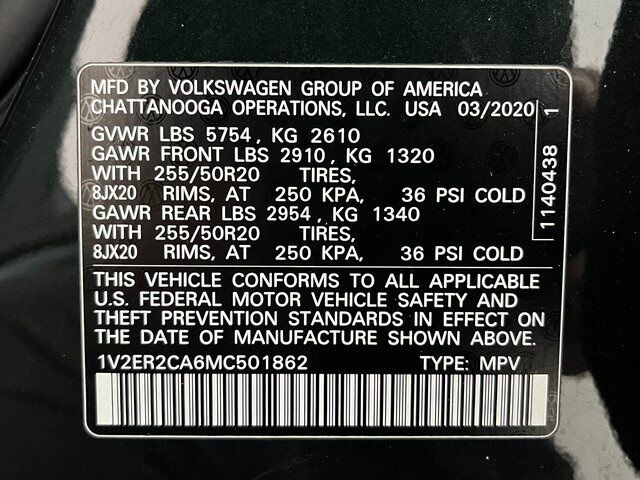 MFD BY VOLKSWAGEN GROUP OF AMERICA
CHATTANOOGA OPERATIONS, LLC. USA 03/2020
GVWR LBS 5754, KG 2610
GAWR FRONT LBS 2910, KG 1320
WITH 255/50R20 TIRES,
8JX20 RIMS, AT 250 KPA, 36 PSI COLD
GAWR REAR LBS 2954, KG 1340
WITH 255/50R20 TIRES,
8JX20 RIMS, AT 250 KPA, 36 PSI COLD
THIS VEHICLE CONFORMS TO ALL APPLICABLE
U.S. FEDERAL MOTOR VEHICLE SAFETY AND
THEFT PREVENTION STANDARDS IN EFFECT ON
THE DATE OF MANUFACTURE SHOWN ABOVE.
1V2ER2CA6MC501862 TYPE: MPV
1140438 1